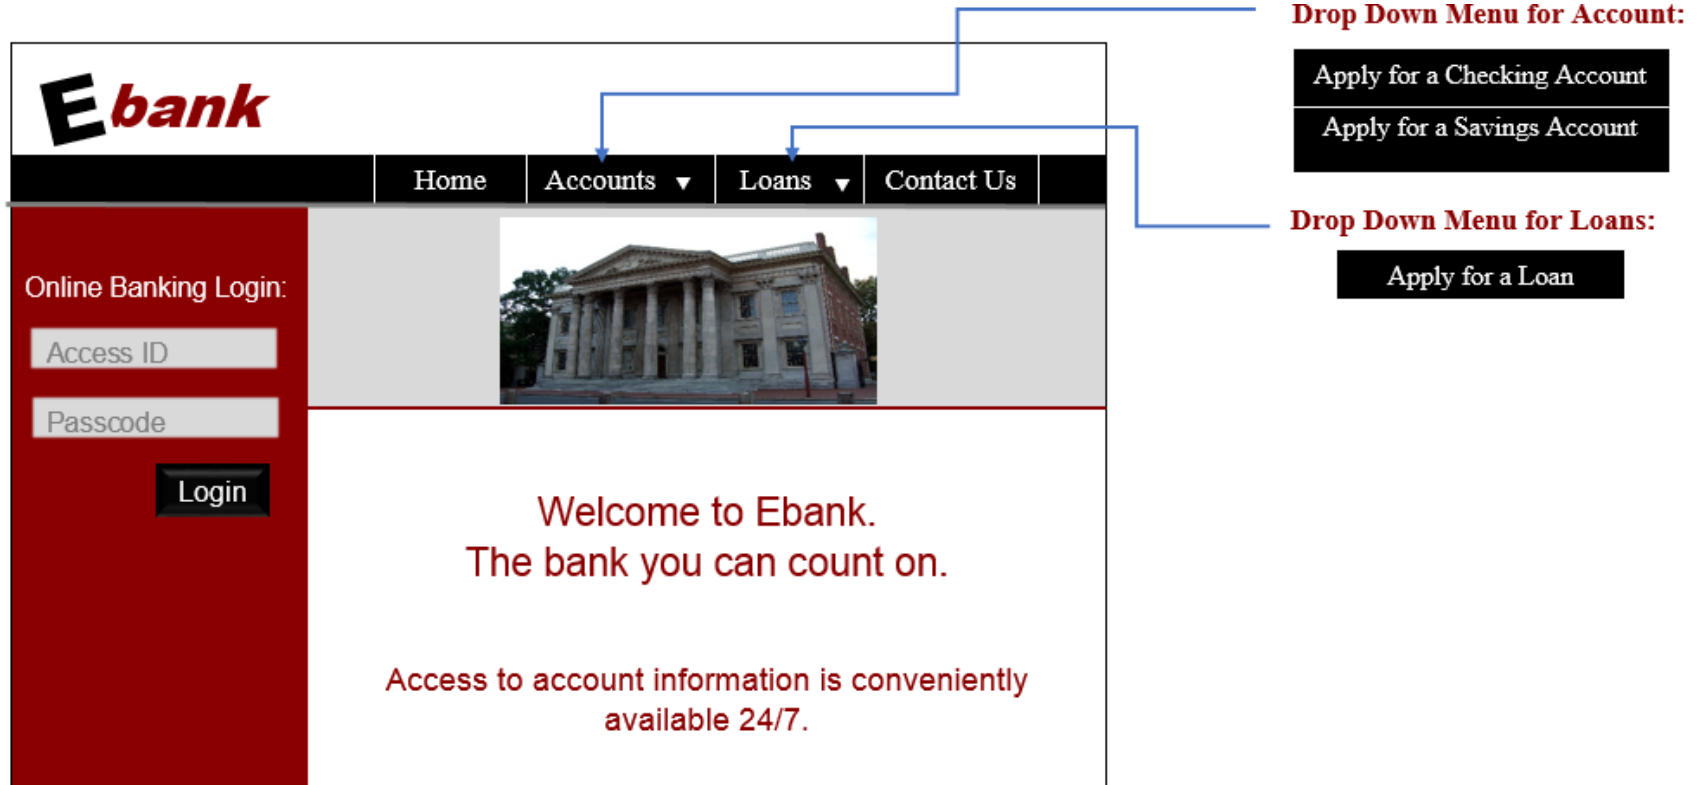 Drop Down Menu for Account:
Apply for a Checking Account
Apply for a Savings Account
Ebank
Home Accounts ▼ Loans ▼ Contact Us
Drop Down Menu for Loans:
Apply for a Loan
Online Banking Login:
Access ID
Passcode
Login
Welcome to Ebank.
The bank you can count on.
Access to account information is conveniently
available 24/7.